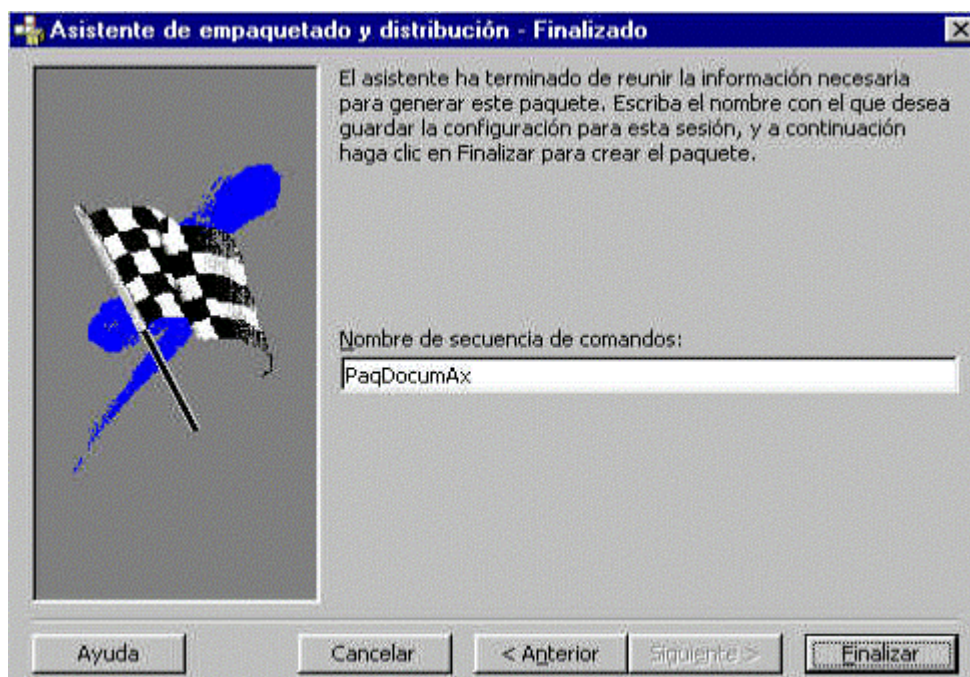 Asistente de empaquetado y distribución - Finalizado
El asistente ha terminado de reunir la información necesaria
para generar este paquete. Escriba el nombre con el que desea
guardar la configuración para esta sesión, y a continuación
haga clic en Finalizar para crear el paquete.
Nombre de secuencia de comandos:
PaqDocumAx
Ayuda
Cancelar
< Anterior
Siguiente >
Finalizar